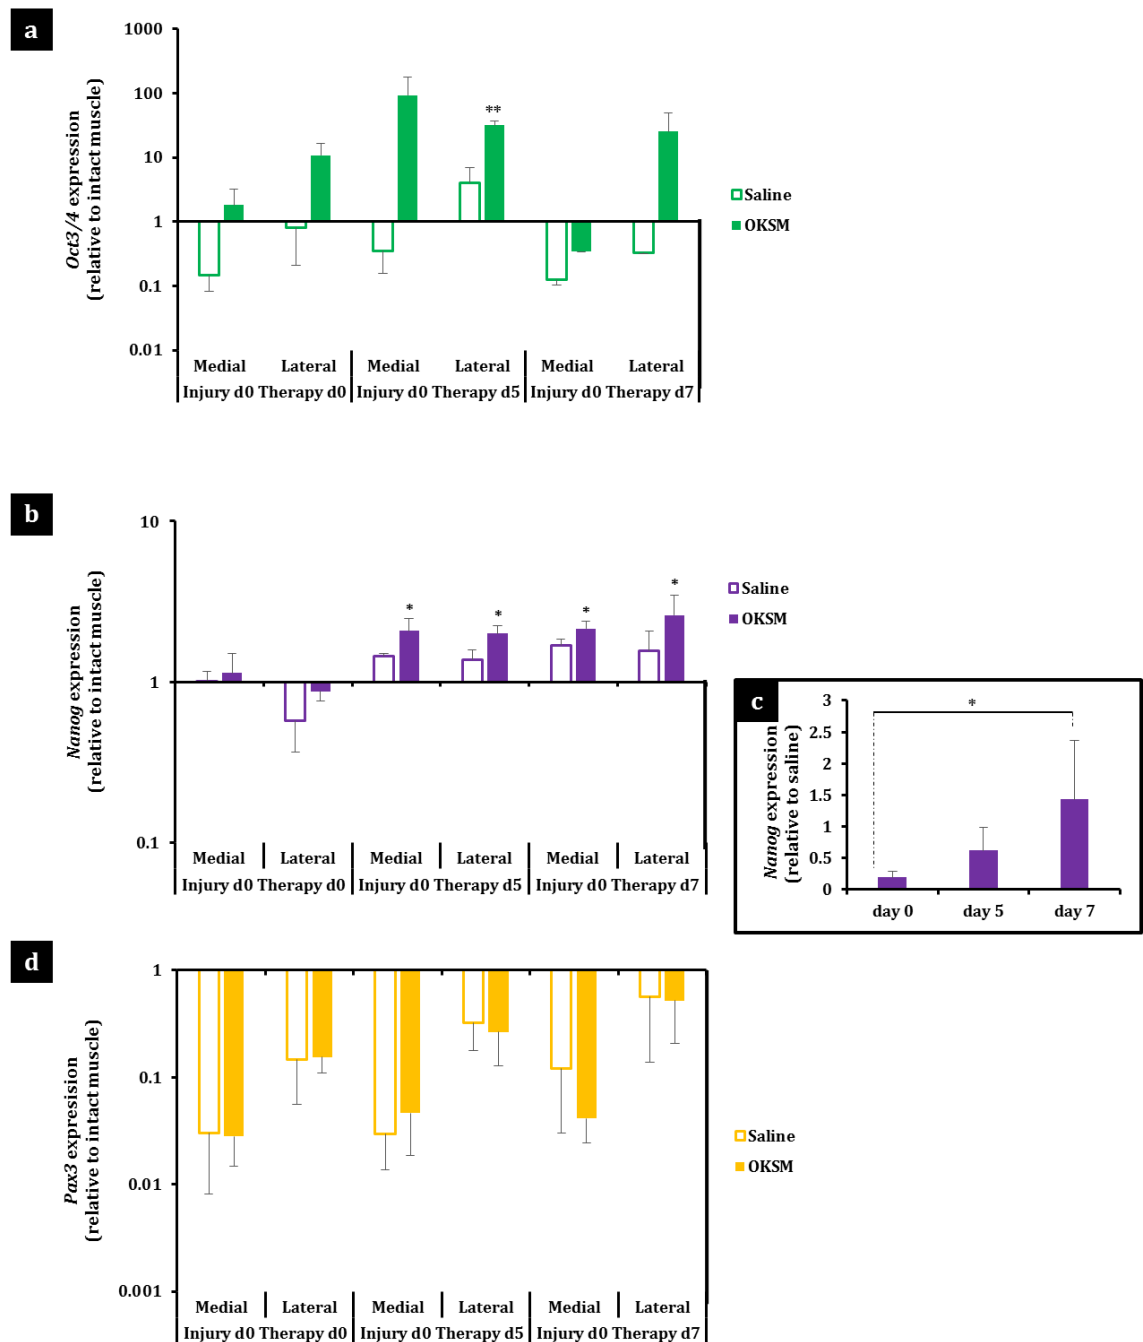 a
1000
100
10
1
0.1
0.01
Oct3/4 expression
(relative to intact muscle)
**
Saline
OKSM
Medial Lateral Medial Lateral Medial Lateral
Injury d0 Therapy d0 Injury d0 Therapy d5 Injury d0 Therapy d7
b
10
1
0.1
Nanog expression
(relative to intact muscle)
* * * *
Saline
OKSM
Medial Lateral Medial Lateral Medial Lateral
Injury d0 Therapy d0 Injury d0 Therapy d5 Injury d0 Therapy d7
c
3
2.5
2
1.5
1
0.5
0
Nanog expression
(relative to saline)
*
day 0 day 5 day 7
d
1
0.1
0.01
0.001
Pax3 expresision
(relative to intact muscle)
Saline
OKSM
Medial Lateral Medial Lateral Medial Lateral
Injury d0 Therapy d0 Injury d0 Therapy d5 Injury d0 Therapy d7